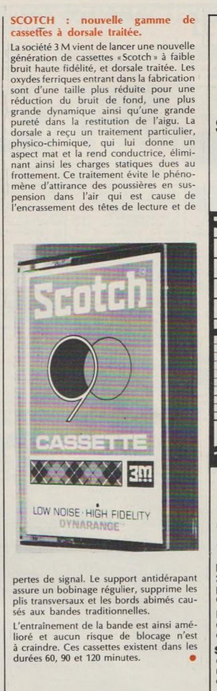 SCOTCH : nouvelle gamme de
cassettes à dorsale traitée.
La société 3 M vient de lancer une nouvelle
génération de cassettes «Scotch» à faible
bruit haute fidélité, et dorsale traitée. Les
oxydes ferriques entrant dans la fabrication
sont d'une taille plus réduite pour une
réduction du bruit de fond, une plus
grande dynamique ainsi qu'une grande
pureté dans la restitution de l'aigu. La
dorsale a reçu un traitement particulier,
physico-chimique, qui lui donne un
aspect mat et la rend conductrice, élimi-
nant ainsi les charges statiques dues au
frottement. Ce traitement évite le phéno-
mène d'attirance des poussières en sus-
pension dans l'air qui est cause de
l'encrassement des têtes de lecture et de
Scotch
9
CASSETTE
3M
LOW NOISE · HIGH FIDELITY
DYNARANGE
pertes de signal. Le support antidérapant
assure un bobinage régulier, supprime les
plis transversaux et les bords abimés cau-
sés aux bandes traditionnelles.
L'entraînement de la bande est ainsi amé-
lioré et aucun risque de blocage n'est
à craindre. Ces cassettes existent dans les
durées 60, 90 et 120 minutes.